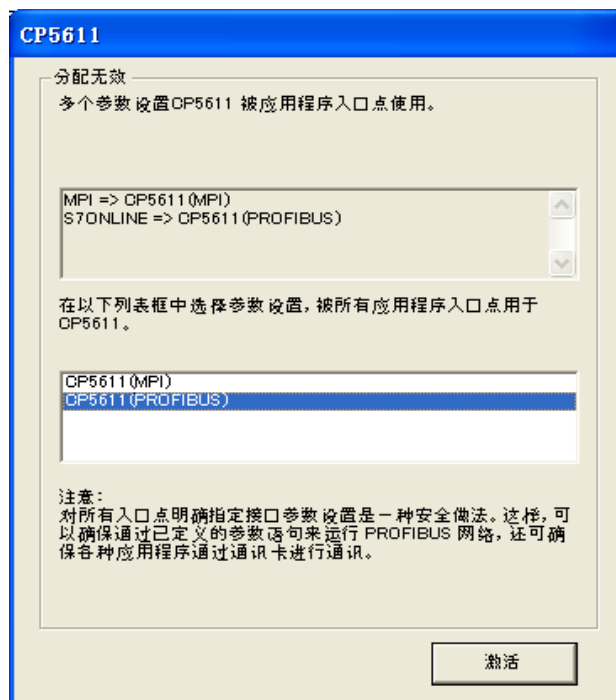 CP5611
分配无效
多个参数设置CP5611 被应用程序入口点使用。
MPI => CP5611(MPI)
S7ONLINE => CP5611(PROFIBUS)
在以下列表框中选择参数设置,被所有应用程序入口点用于
CP5611。
CP5611(MPI)
CP5611(PROFIBUS)
注意:
对所有入口点明确指定接口参数设置是一种安全做法。这样,可
以确保通过已定义的参数语句来运行 PROFIBUS 网络,还可确
保各种应用程序通过通讯卡进行通讯。
激活